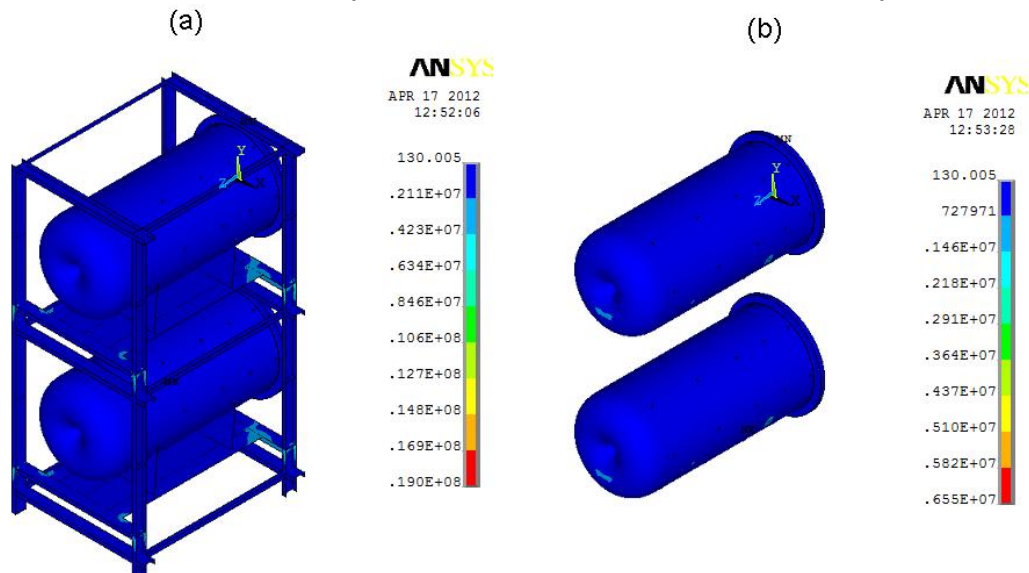 (a)
ANSYS
APR 17 2012
12:52:06
MN
Y
Z X
130.005
.211E+07
.423E+07
.634E+07
.846E+07
.106E+08
.127E+08
.148E+08
.169E+08
.190E+08
(b)
ANSYS
APR 17 2012
12:53:28
MN
Y
Z X
130.005
727971
.146E+07
.218E+07
.291E+07
.364E+07
.437E+07
.510E+07
.582E+07
.655E+07